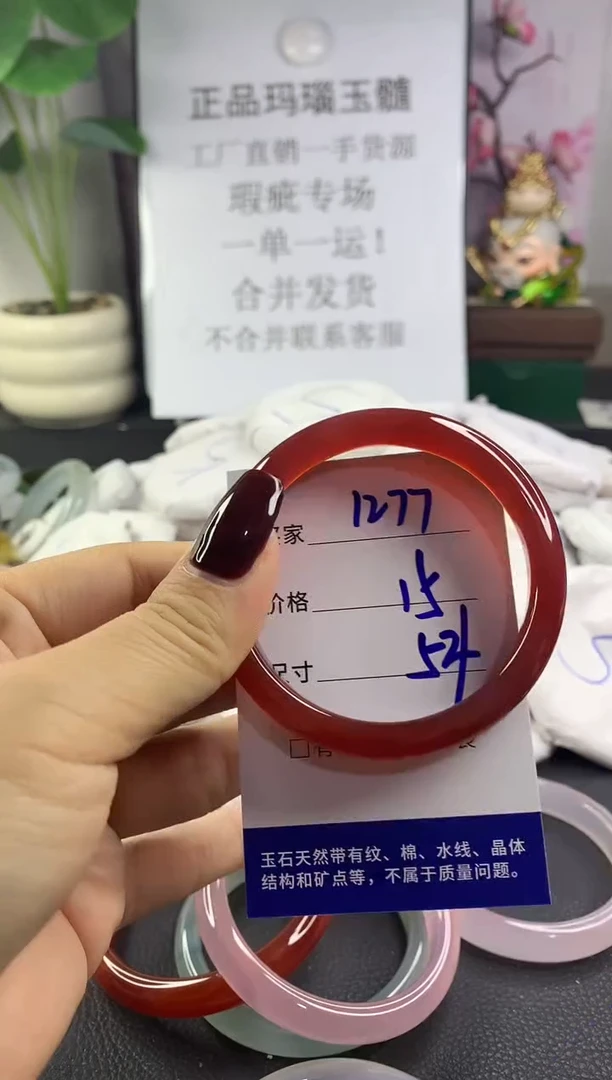 正品玛瑙玉髓
工厂直销一手货源
瑕疵专场
一单一运！
合并发货
不合并联系客服
家 1277
价格 15
尺寸 54
玉石天然带有纹、棉、水线、晶体
结构和矿点等，不属于质量问题。